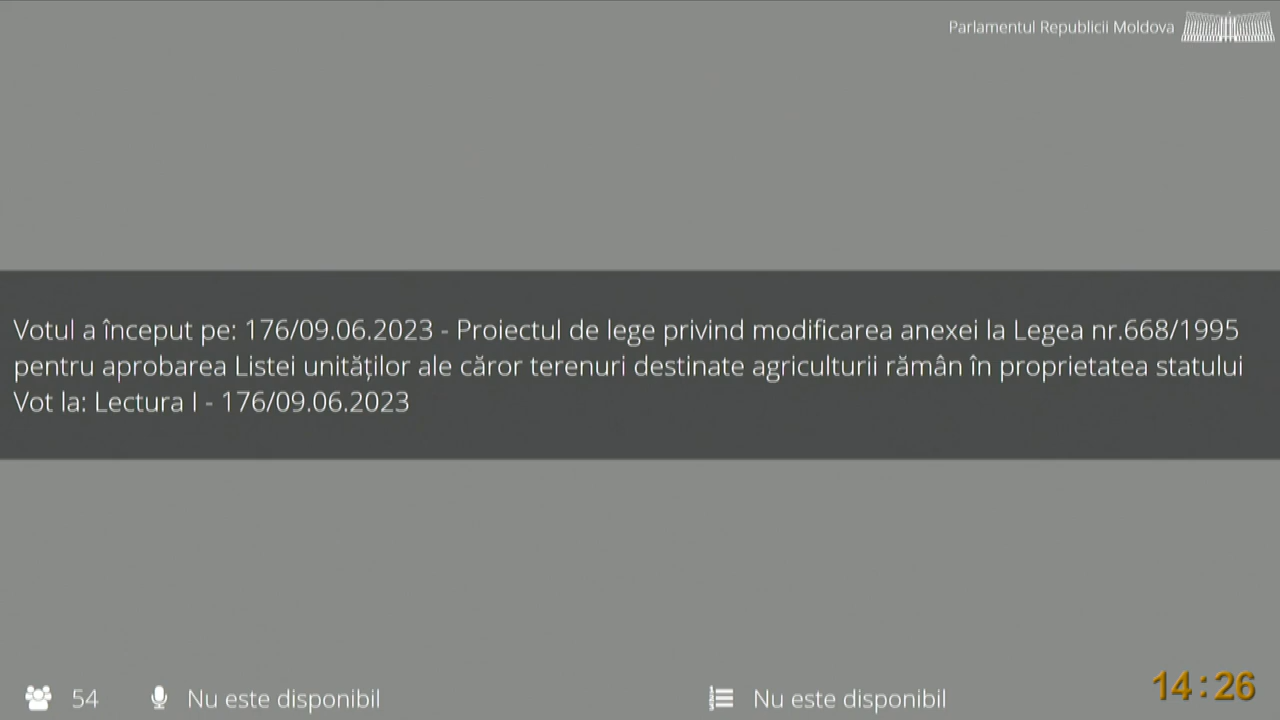 Parlamentul Republicii Moldova
Votul a început pe: 176/09.06.2023 - Proiectul de lege privind modificarea anexei la Legea nr.668/1995
pentru aprobarea Listei unităților ale căror terenuri destinate agriculturii rămân în proprietatea statului
Vot la: Lectura I - 176/09.06.2023
54 Nu este disponibil Nu este disponibil 14:26